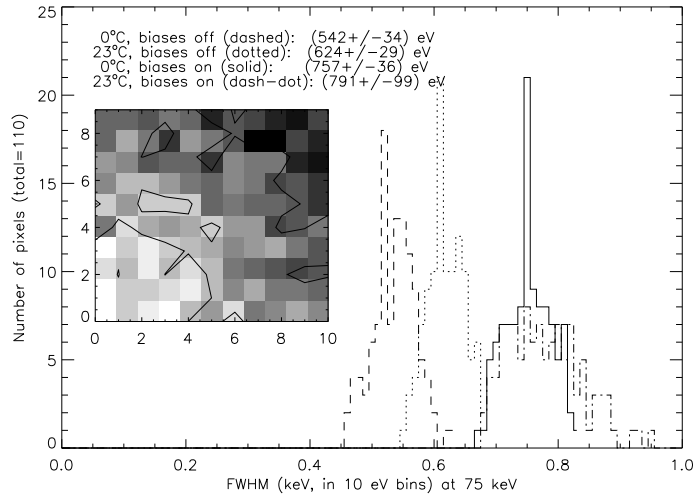 25
20
15
10
5
0
Number of pixels (total=110)
0°C, biases off (dashed): (542+/-34) eV
23°C, biases off (dotted): (624+/-29) eV
0°C, biases on (solid): (757+/-36) eV
23°C, biases on (dash-dot): (791+/-99) eV
8
6
4
2
0
0 2 4 6 8 10
0.0 0.2 0.4 0.6 0.8 1.0
FWHM (keV, in 10 eV bins) at 75 keV